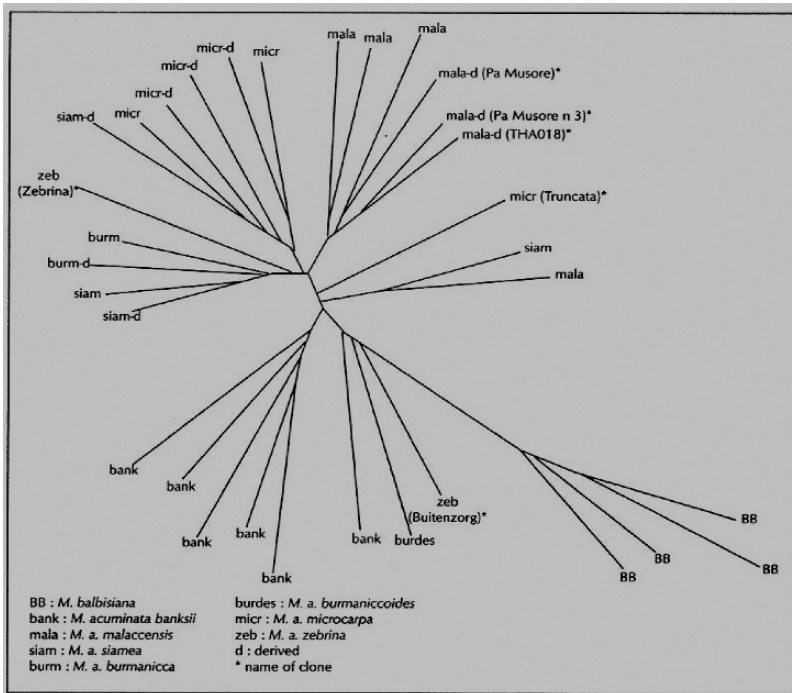 mala
mala
mala
micr-d
micr
micr-d
mala-d (Pa Musore)*
micr-d
micr
siam-d
mala-d (Pa Musore n 3)*
mala-d (THA018)*
zeb
(Zebrina)*
micr (Truncata)*
burm
siam
burm-d
mala
siam
siam-d
bank
bank
zeb
(Buitenzorg)*
bank
bank
bank
burdes
bank
BB
BB
BB
BB
BB : M. balbisiana
bank : M. acuminata banksii
mala : M. a. malaccensis
siam : M. a. siamea
burm : M. a. burmanicca
burdes : M. a. burmaniccoides
micr : M. a. microcarpa
zeb : M. a. zebrina
d : derived
* name of clone